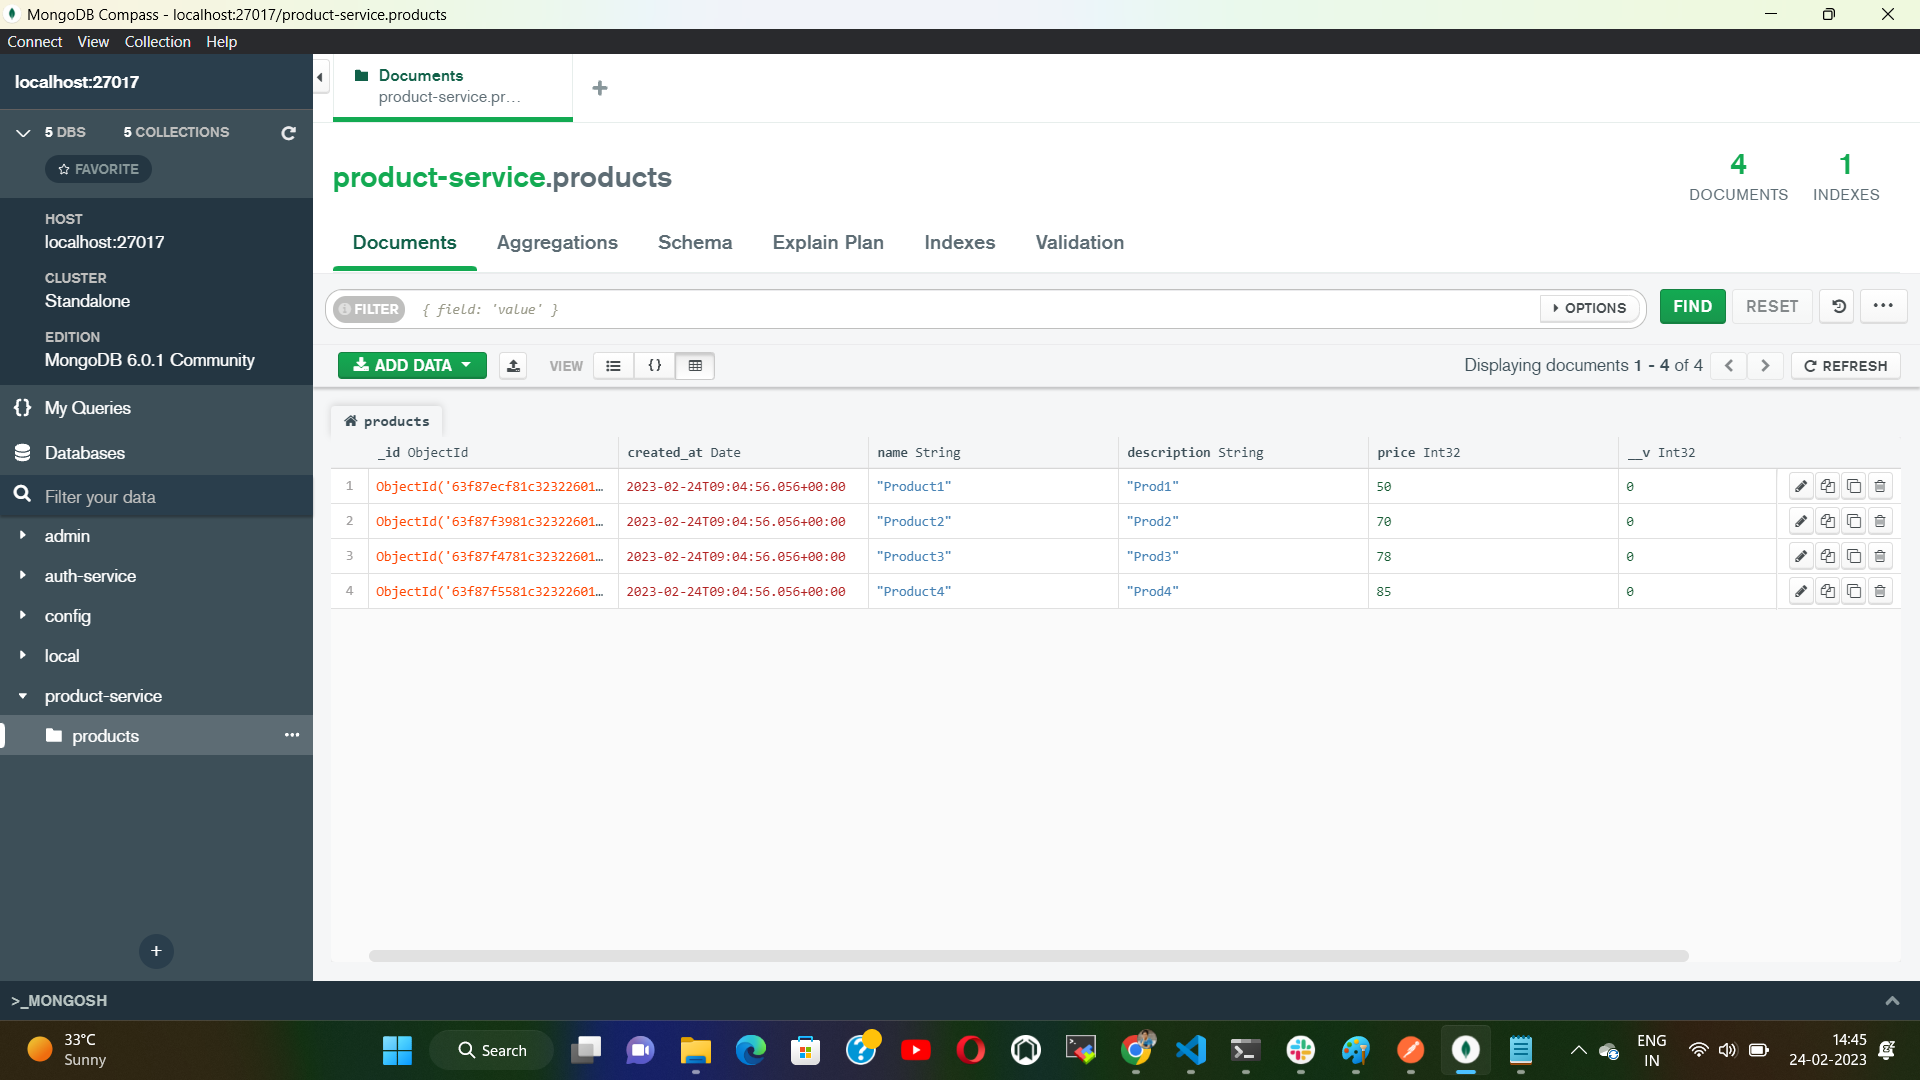 MongoDB Compass - localhost:27017/product-service.products
Connect View Collection Help
localhost:27017
5 DBS 5 COLLECTIONS
FAVORITE
HOST
localhost:27017
CLUSTER
Standalone
EDITION
MongoDB 6.0.1 Community
{} My Queries
Databases
Filter your data
admin
auth-service
config
local
product-service
products
Documents
product-service.pr...
product-service.products
4
DOCUMENTS
1
INDEXES
Documents Aggregations Schema Explain Plan Indexes Validation
FILTER { field: 'value' } OPTIONS FIND RESET
ADD DATA VIEW {} Displaying documents 1 - 4 of 4 REFRESH
products
_id ObjectId created_at Date name String description String price Int32 __v Int32
1 ObjectId('63f87ecf81c32322601… 2023-02-24T09:04:56.056+00:00 "Product1" "Prod1" 50 0
2 ObjectId('63f87f3981c32322601… 2023-02-24T09:04:56.056+00:00 "Product2" "Prod2" 70 0
3 ObjectId('63f87f4781c32322601… 2023-02-24T09:04:56.056+00:00 "Product3" "Prod3" 78 0
4 ObjectId('63f87f5581c32322601… 2023-02-24T09:04:56.056+00:00 "Product4" "Prod4" 85 0
>_MONGOSH
33°C
Sunny
Search
ENG
IN
14:45
24-02-2023